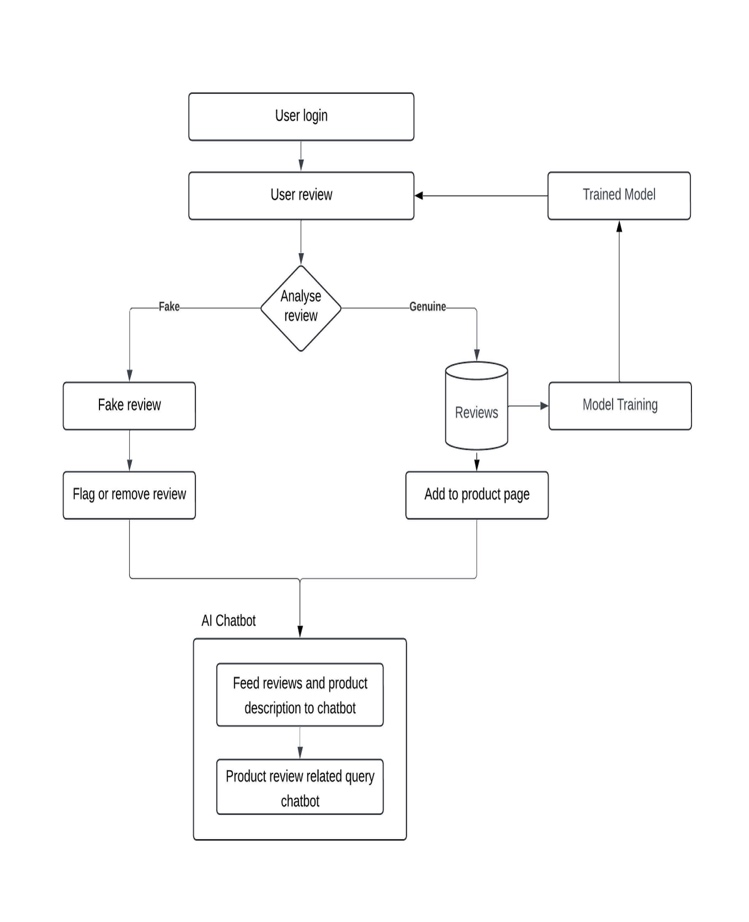 User login
User review
Trained Model
Analyse
review
Fake
Genuine
Fake review
Reviews
Model Training
Flag or remove review
Add to product page
AI Chatbot
Feed reviews and product
description to chatbot
Product review related query
chatbot